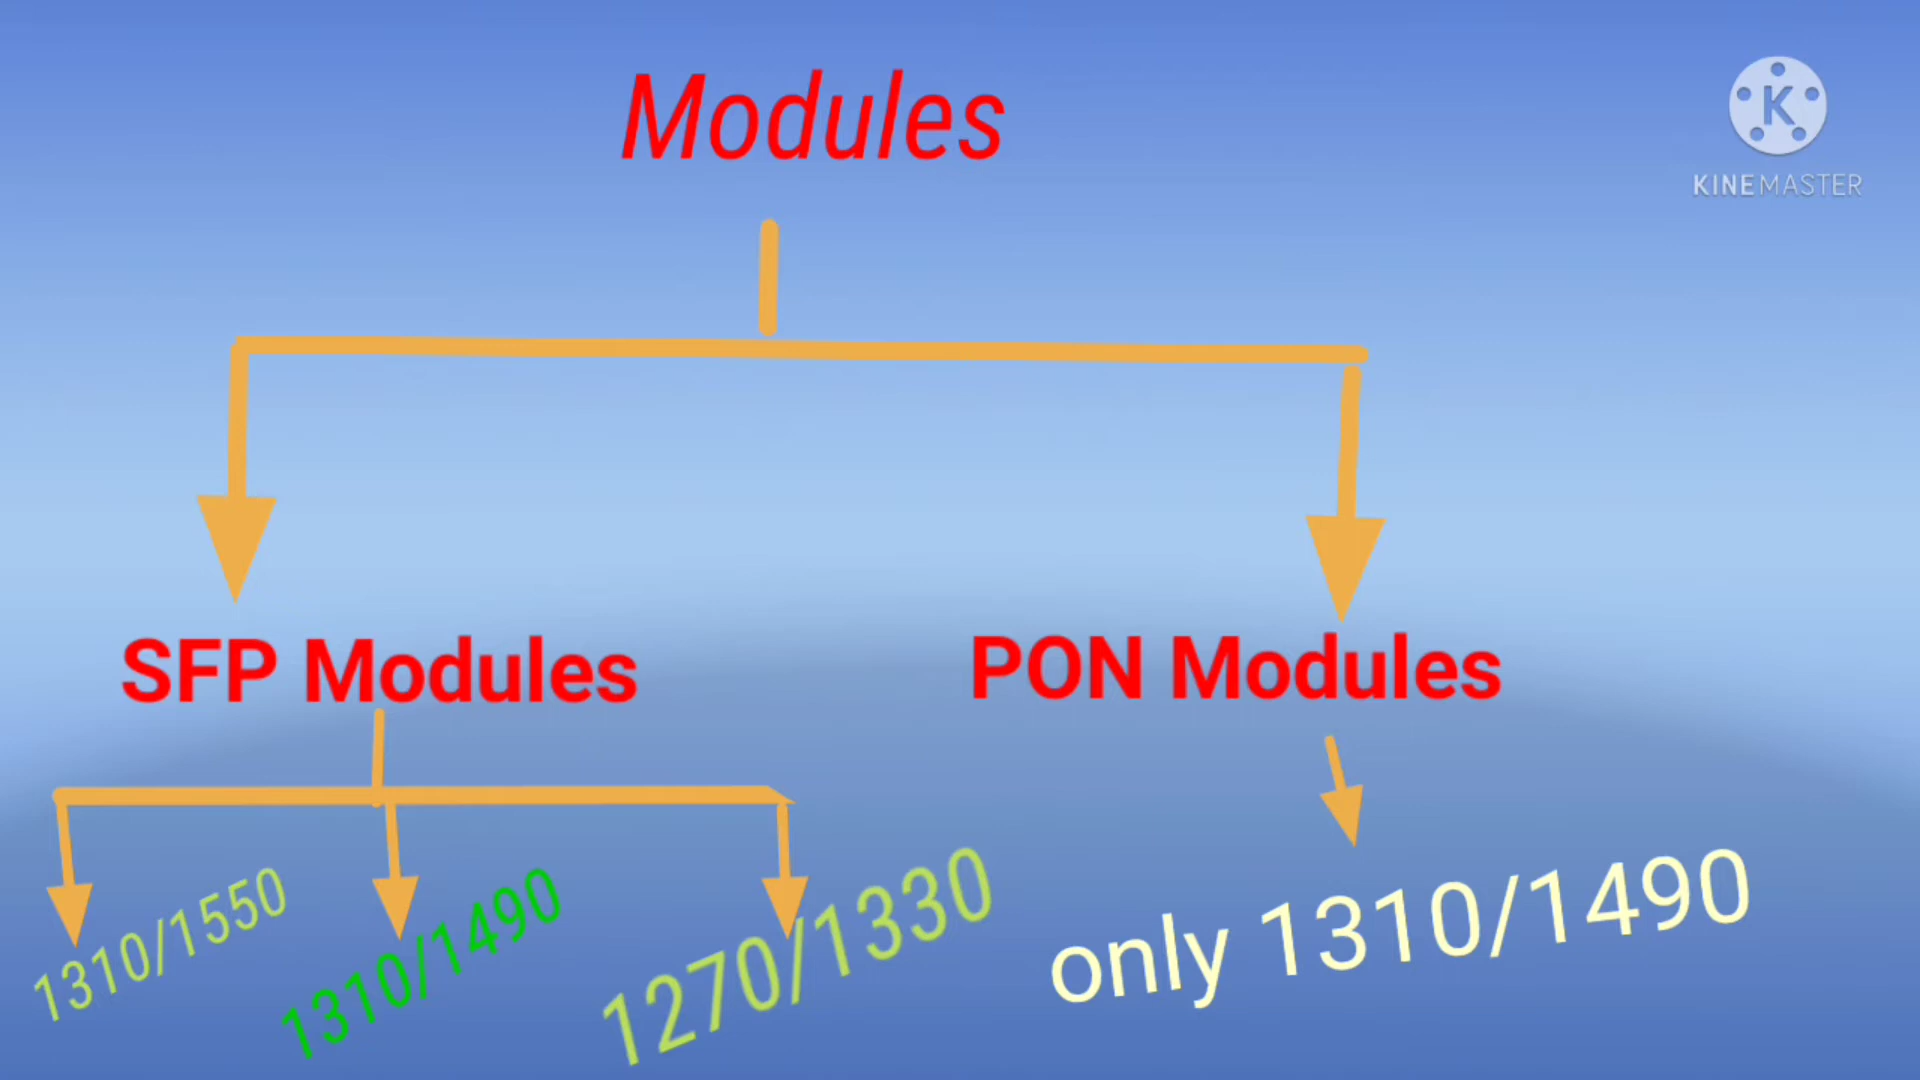 Modules
K
KINEMASTER
SFP Modules
PON Modules
1310/1550
1310/1490
1270/1330
only 1310/1490